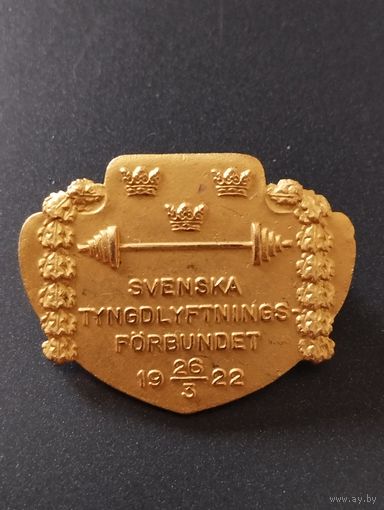 SVENSKA
TYNGDLYFTNINGS-
FÖRBUNDET
19 26/3 22
www.ay.by